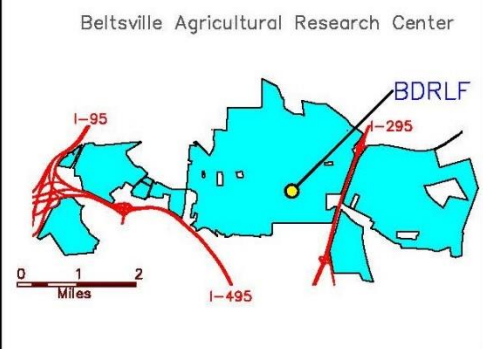 Beltsville Agricultural Research Center
BDRLF
I-95
I-295
0 1 2
Miles
I-495